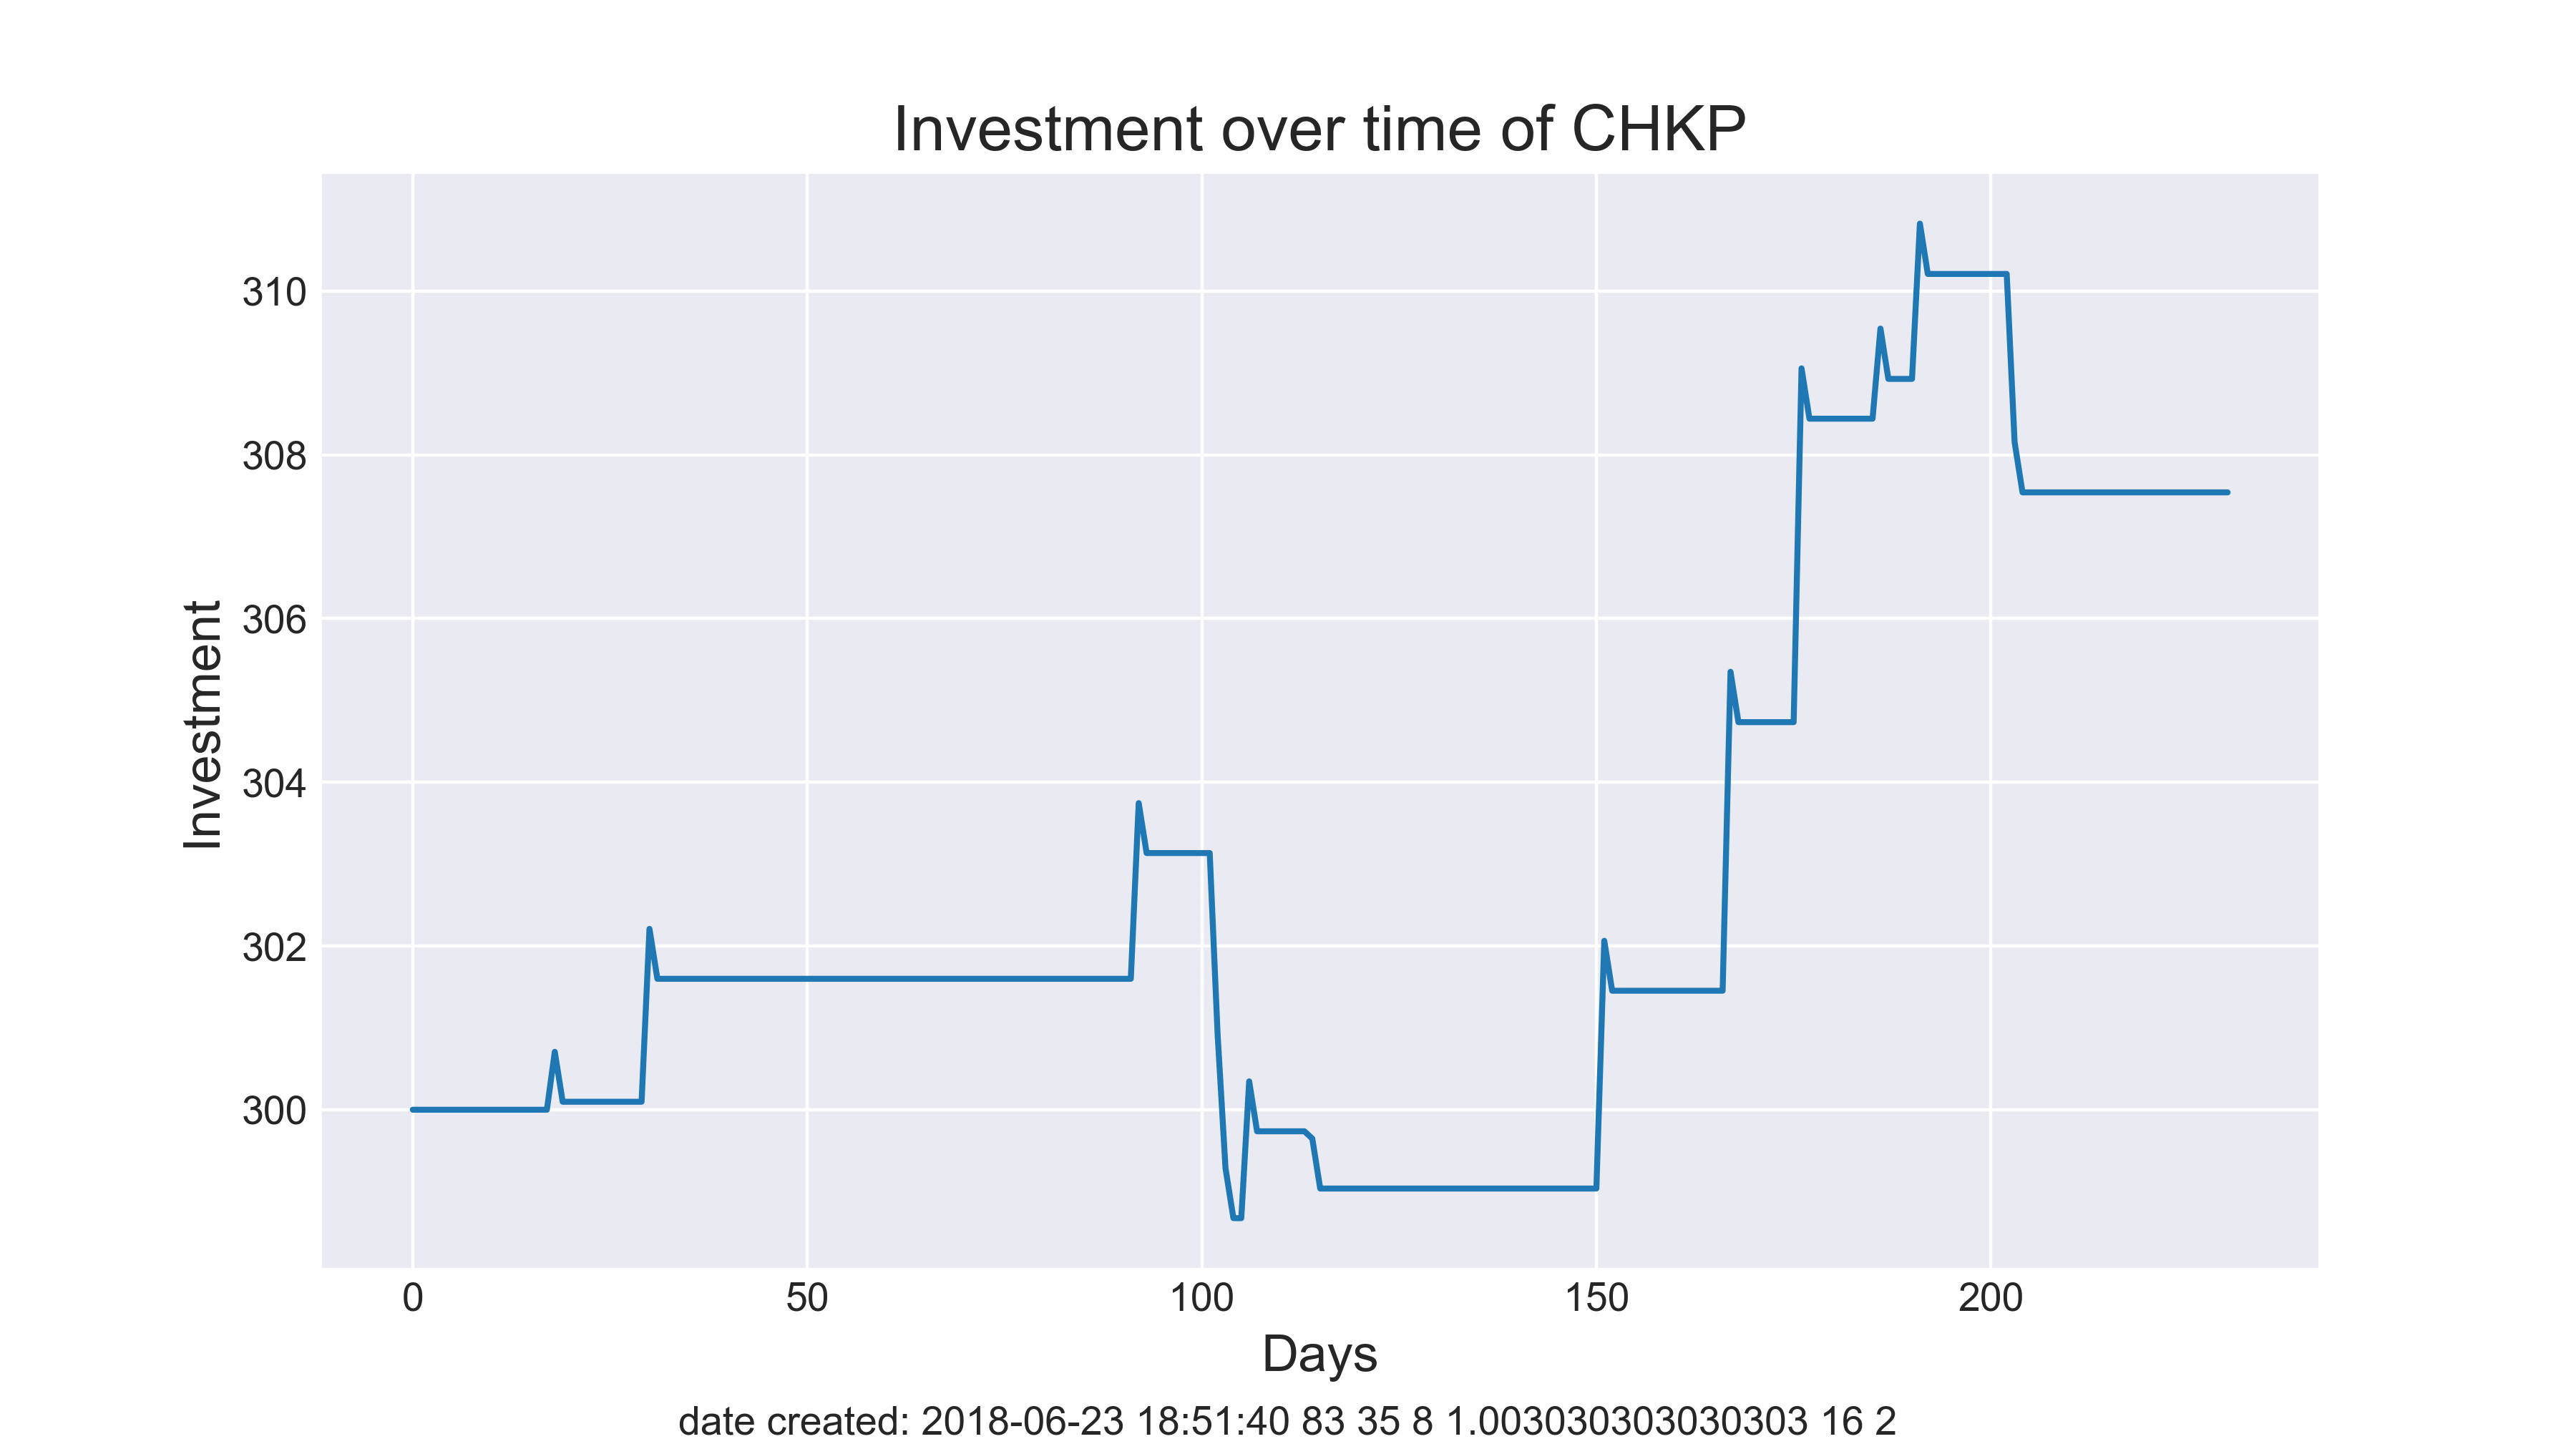 Investment over time of CHKP
310
308
306
304
302
300
Investment
0 50 100 150 200
Days
date created: 2018-06-23 18:51:40 83 35 8 1.003030303030303 16 2